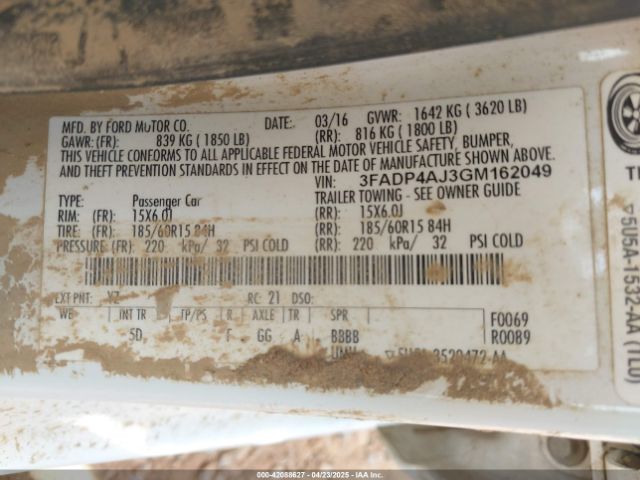 MFD. BY FORD MOTOR CO. DATE: 03/16 GVWR: 1642 KG ( 3620 LB)
GAWR: (FR): 839 KG ( 1850 LB) (RR): 816 KG ( 1800 LB)
THIS VEHICLE CONFORMS TO ALL APPLICABLE FEDERAL MOTOR VEHICLE SAFETY, BUMPER,
AND THEFT PREVENTION STANDARDS IN EFFECT ON THE DATE OF MANUFACTURE SHOWN ABOVE.
VIN: 3FADP4AJ3GM162049
TYPE: Passenger Car TRAILER TOWING - SEE OWNER GUIDE
RIM: (FR): 15X6.0J (RR): 15X6.0J
TIRE: (FR): 185/60R15 84H (RR): 185/60R15 84H
PRESSURE (FR): 220 kPa/ 32 PSI COLD (RR): 220 kPa/ 32 PSI COLD
EXT PNT: YZ RC: 21 DSO:
WB INT TR TP/PS R AXLE TR SPR F0069
5D F GG A BBBB R0089
5U5A-1532-AA (1LU)
000-42088627 - 04/23/2025 - IAAI.COM